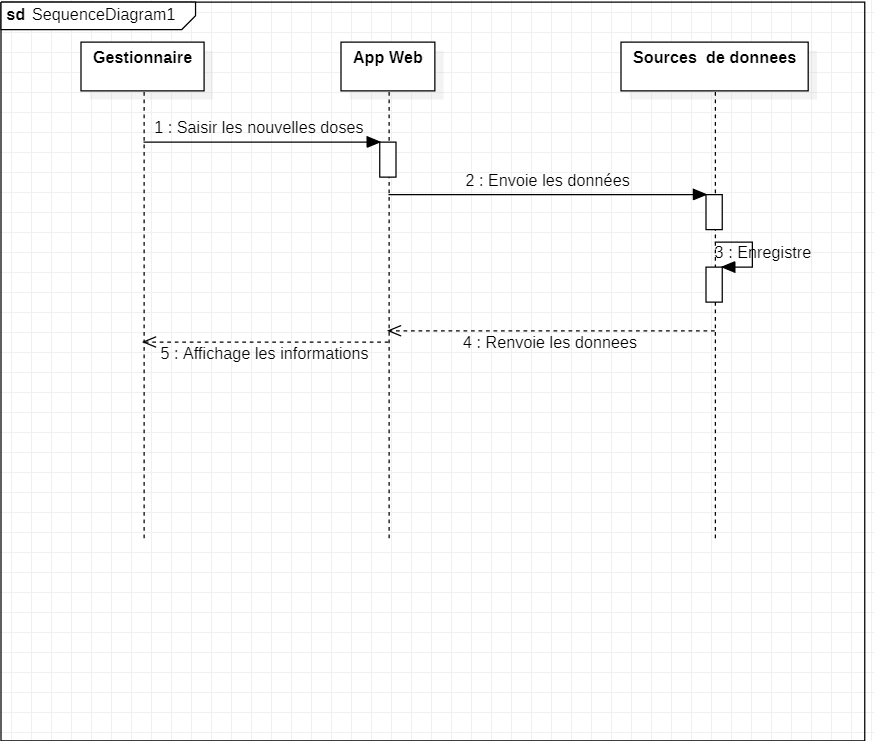 sd SequenceDiagram1
Gestionnaire
App Web
Sources de donnees
1 : Saisir les nouvelles doses
2 : Envoie les données
3 : Enregistre
4 : Renvoie les donnees
5 : Affichage les informations